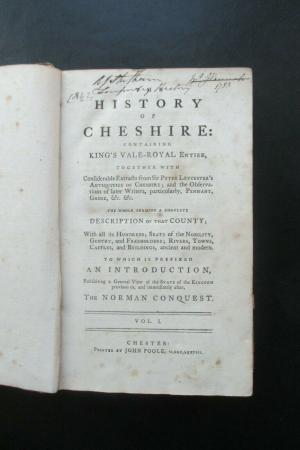 HISTORY
OF
CHESHIRE:
CONTAINING
KING'S VALE-ROYAL ENTIRE,
TOGETHER WITH
Considerable Extracts from Sir PETER LEYCESTER'S
ANTIQUITIES OF CHESHIRE; and the Observa-
tions of later Writers, particularly, PENNANT,
GROSE, &c. &c.
THE WHOLE FORMING A COMPLETE
DESCRIPTION OF THAT COUNTY;
With all its HUNDREDS, SEATS OF THE NOBILITY,
GENTRY, AND FREEHOLDERS; RIVERS, TOWNS,
CASTLES, AND BUILDINGS, ancient and modern.
TO WHICH IS PREFIXED
AN INTRODUCTION,
Exhibiting a General View of the STATE of the KINGDOM
previous to, and immediately after,
THE NORMAN CONQUEST.
VOL. I.
CHESTER:
PRINTED BY JOHN POOLE,